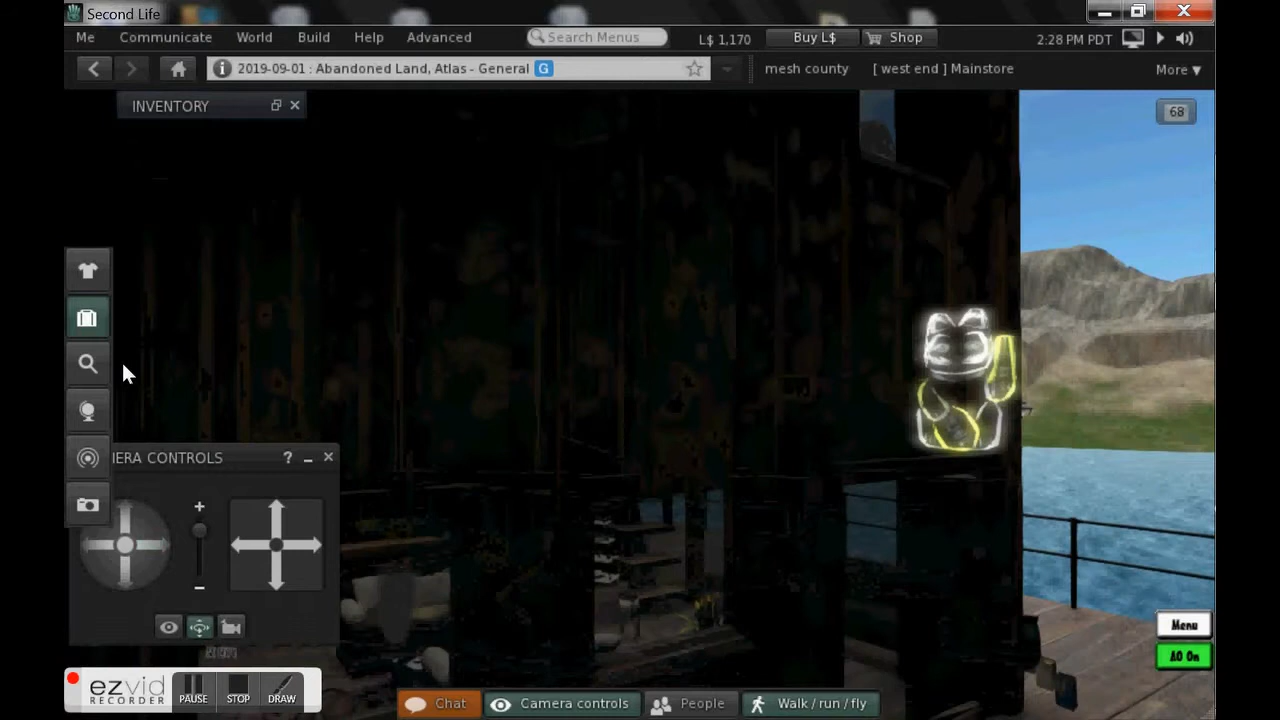 Second Life
Me Communicate World Build Help Advanced Search Menus L$ 1,170 Buy L$ Shop 2:28 PM PDT
2019-09-01 : Abandoned Land, Atlas - General G mesh county [ west end ] Mainstore More ▼
INVENTORY
68
ERA CONTROLS ?
+
−
Menu
AO On
ezvid
RECORDER
PAUSE STOP DRAW
Chat Camera controls People Walk / run / fly